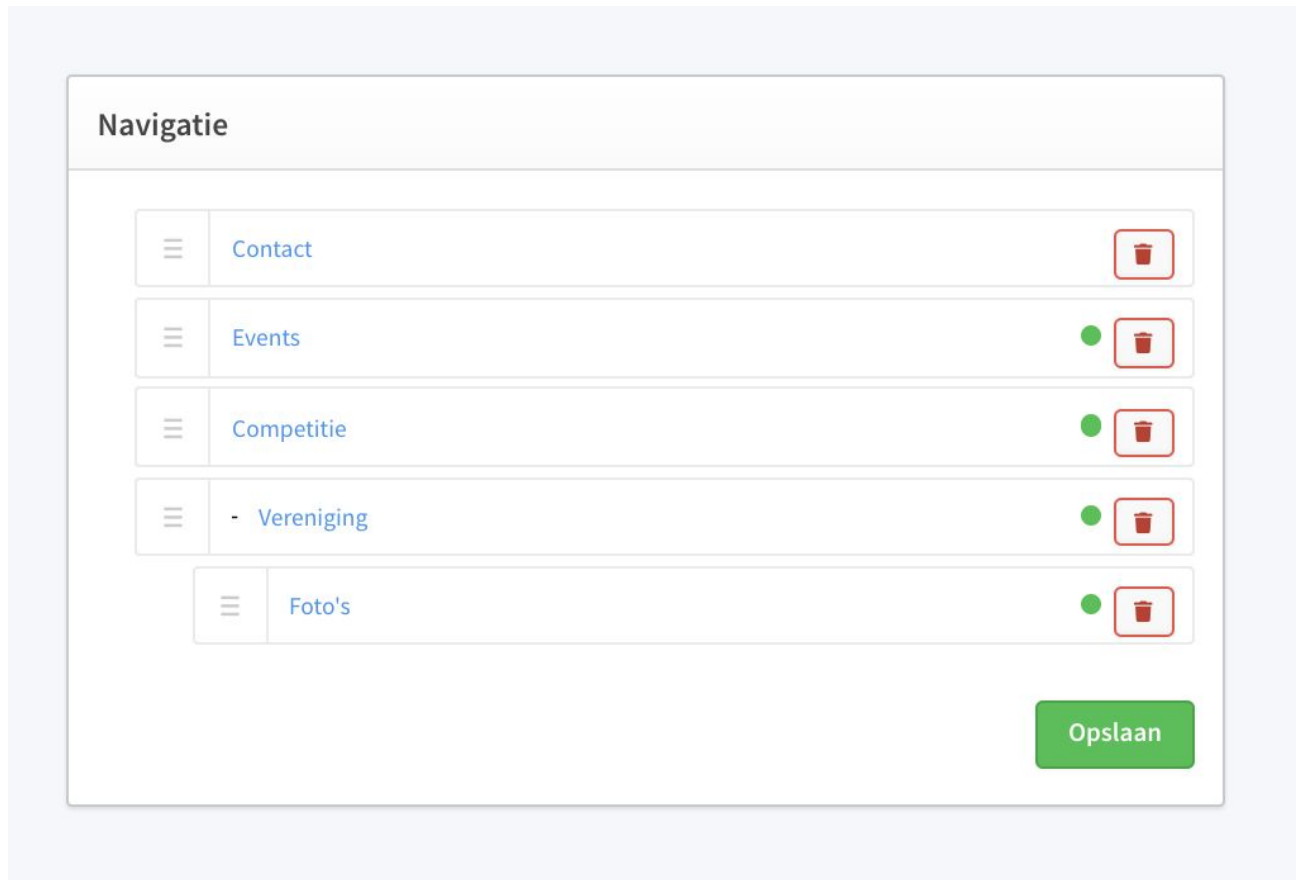 Navigatie
Contact
Events
Competitie
- Vereniging
Foto's
Opslaan